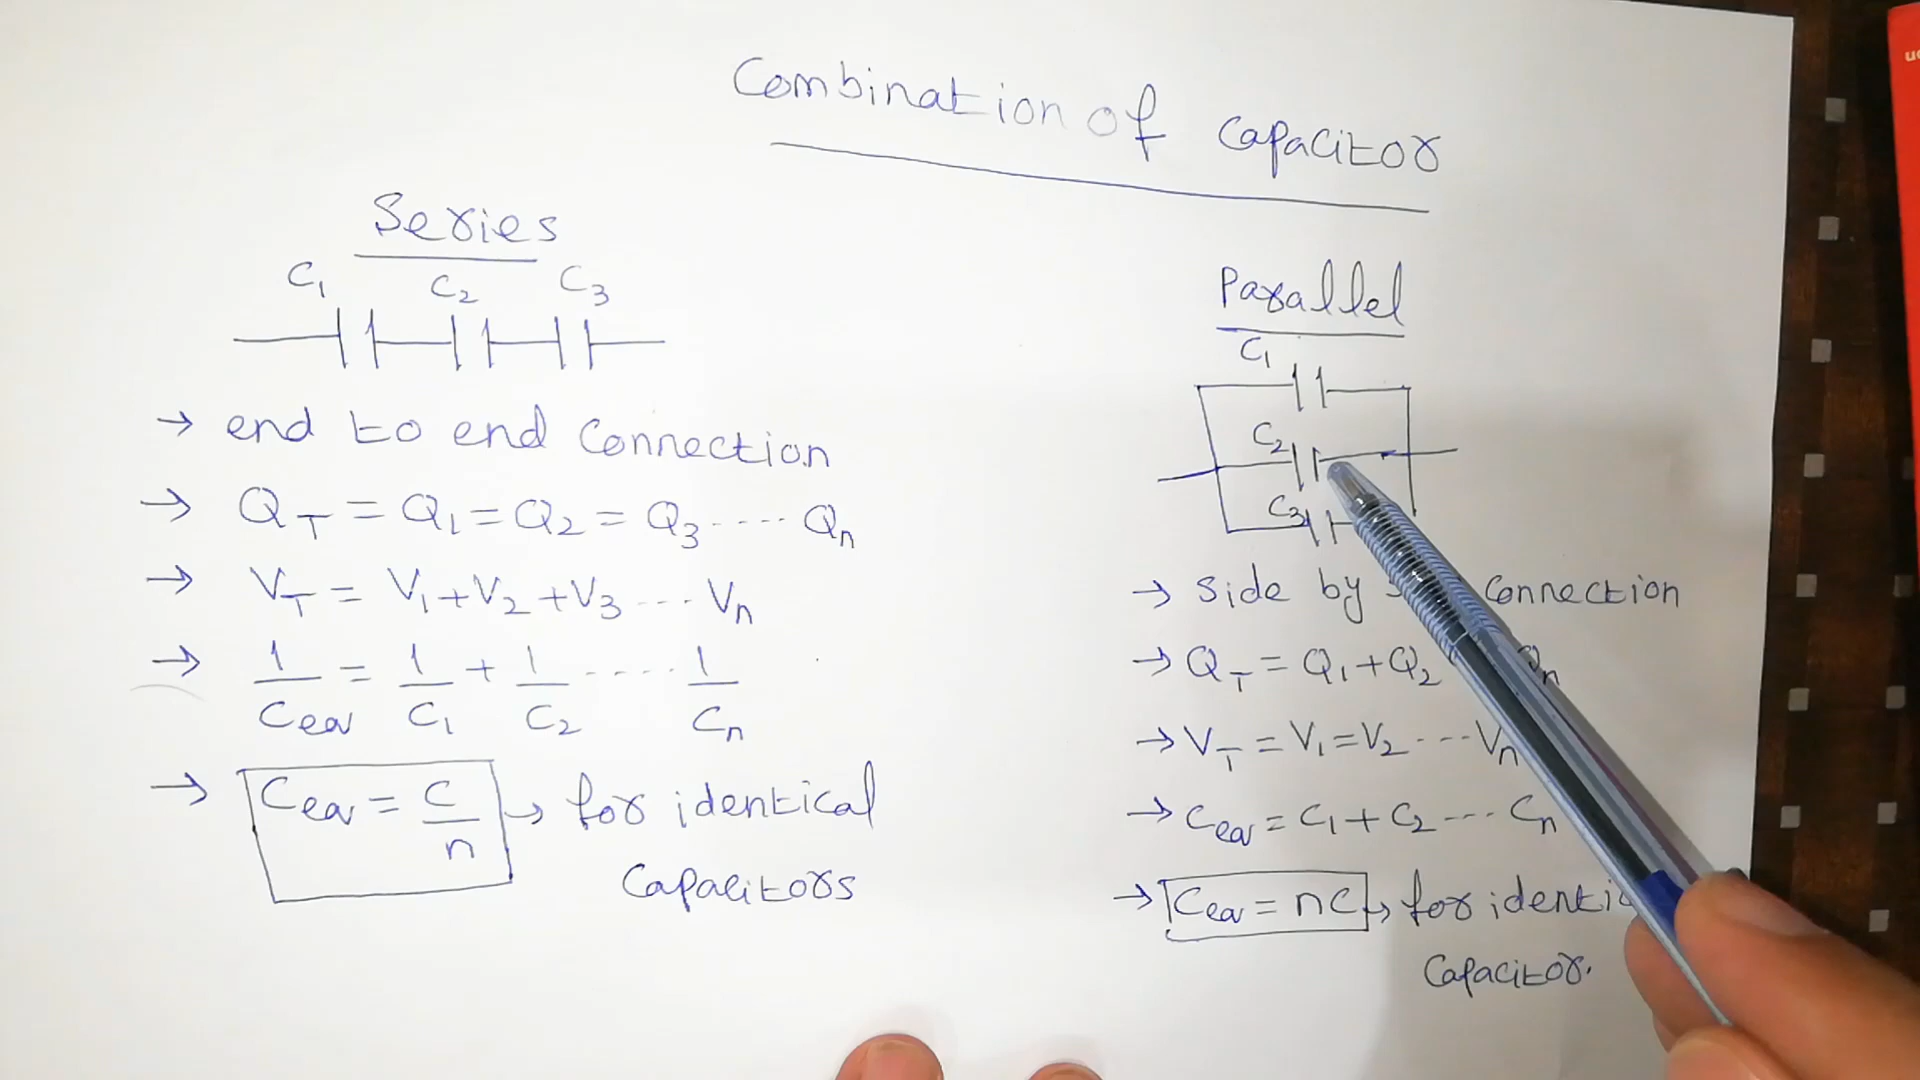 Combination of Capacitor
Series
C1 C2 C3
→ end to end Connection
→ QT = Q1 = Q2 = Q3 ---- Qn
→ VT = V1 + V2 + V3 --- Vn
→ 1/Ceq = 1/C1 + 1/C2 ---- 1/Cn
→ Ceq = C/n → for identical
Capacitors
Parallel
C1
C2
C3
→ Side by Connection
→ QT = Q1 + Q2 Qn
→ VT = V1 = V2 --- Vn
→ Ceq = C1 + C2 --- Cn
→ Ceq = nC → for identic
Capacitor.